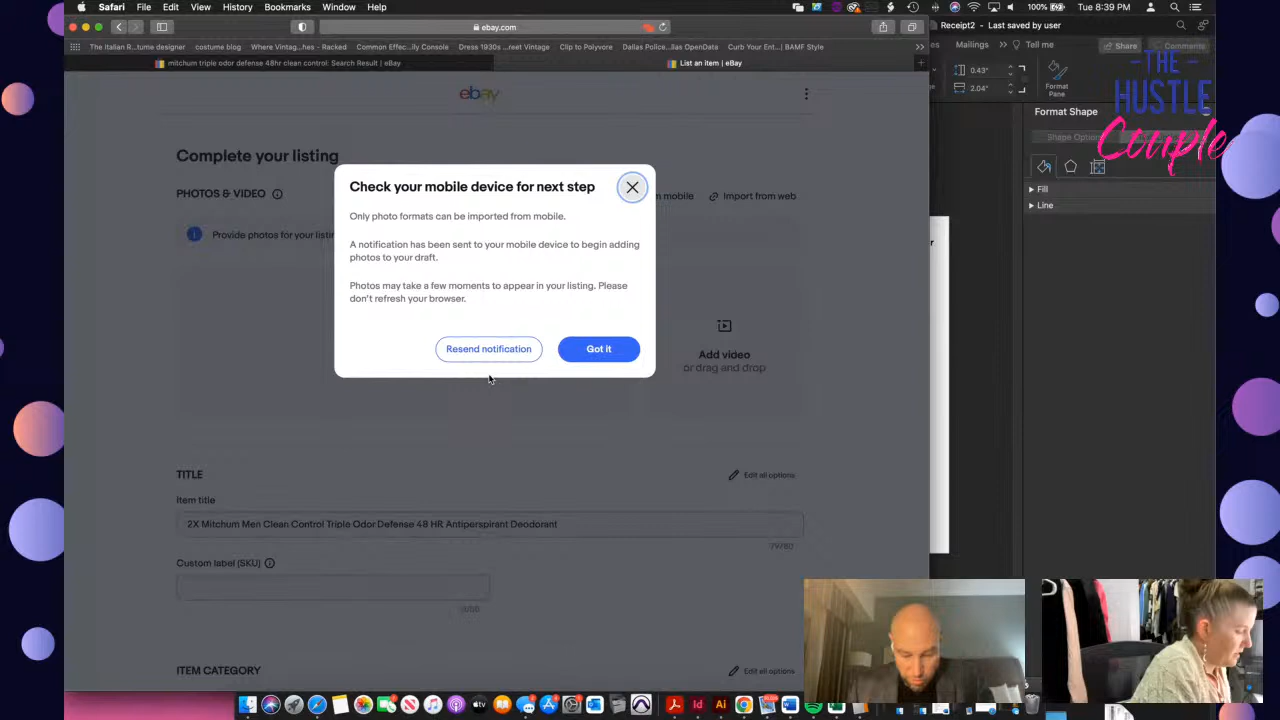 Safari File Edit View History Bookmarks Window Help
Tue 8:39 PM
ebay.com
Receipt2 — Last saved by user
The Italian R...tume designer costume blog Where Vintag...hes - Racked Common Effec...ily Console Dress 1930s ...reet Vintage Clip to Polyvore Dallas Police...llas OpenData Curb Your Ent...| BAMF Style
Mailings Tell me Share Comments
mitchum triple odor defense 48hr clean control: Search Result | eBay
List an item | eBay
0.43"
2.04"
Format Pane
THE
HUSTLE
Couple
ebay
Format Shape
Shape Options
Fill
Line
Complete your listing
PHOTOS & VIDEO
mobile
Import from web
Provide photos for your listin
Check your mobile device for next step
Only photo formats can be imported from mobile.
A notification has been sent to your mobile device to begin adding
photos to your draft.
Photos may take a few moments to appear in your listing. Please
don't refresh your browser.
Resend notification
Got it
Add video
or drag and drop
TITLE
Edit all options
Item title
2X Mitchum Men Clean Control Triple Odor Defense 48 HR Antiperspirant Deodorant
79/80
Custom label (SKU)
ITEM CATEGORY
Edit all options